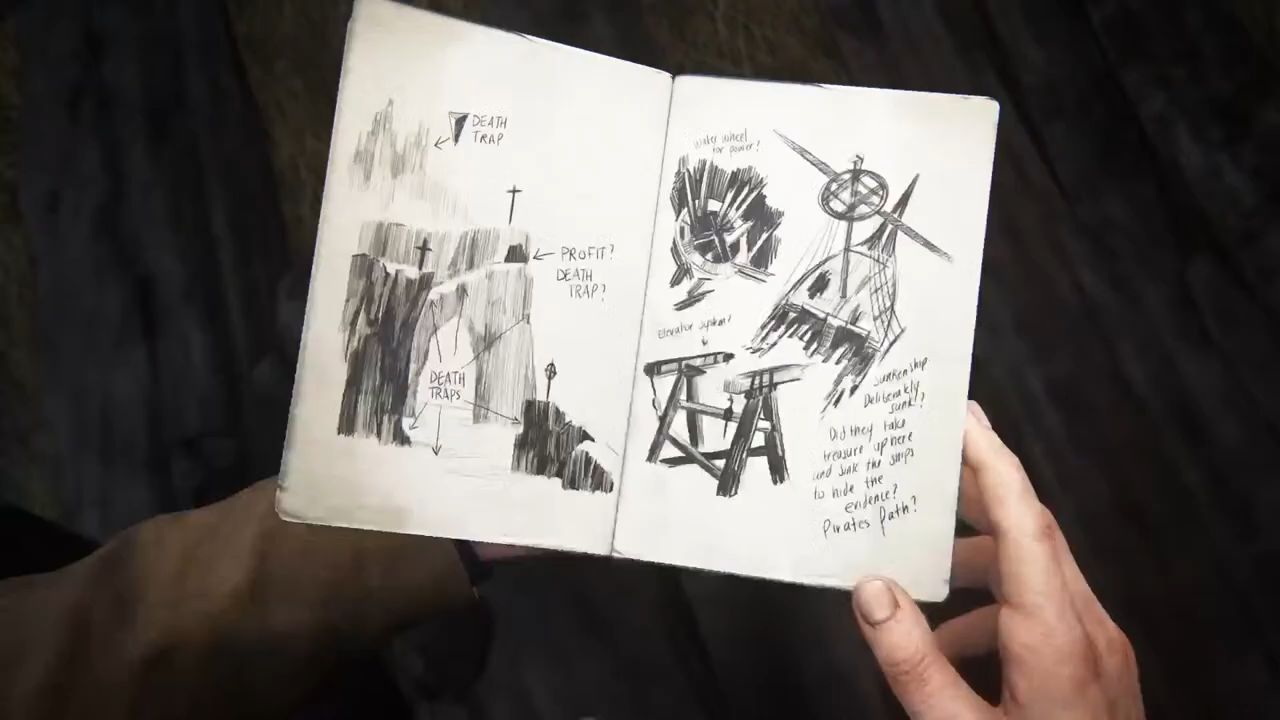 DEATH
TRAP
PROFIT?
DEATH
TRAP?
DEATH
TRAPS
Water wheel
for power?
Elevator system?
Sunken ship
Deliberately
sunk?
Did they take
treasure up here
and sink the ships
to hide the
evidence?
Pirates Path?